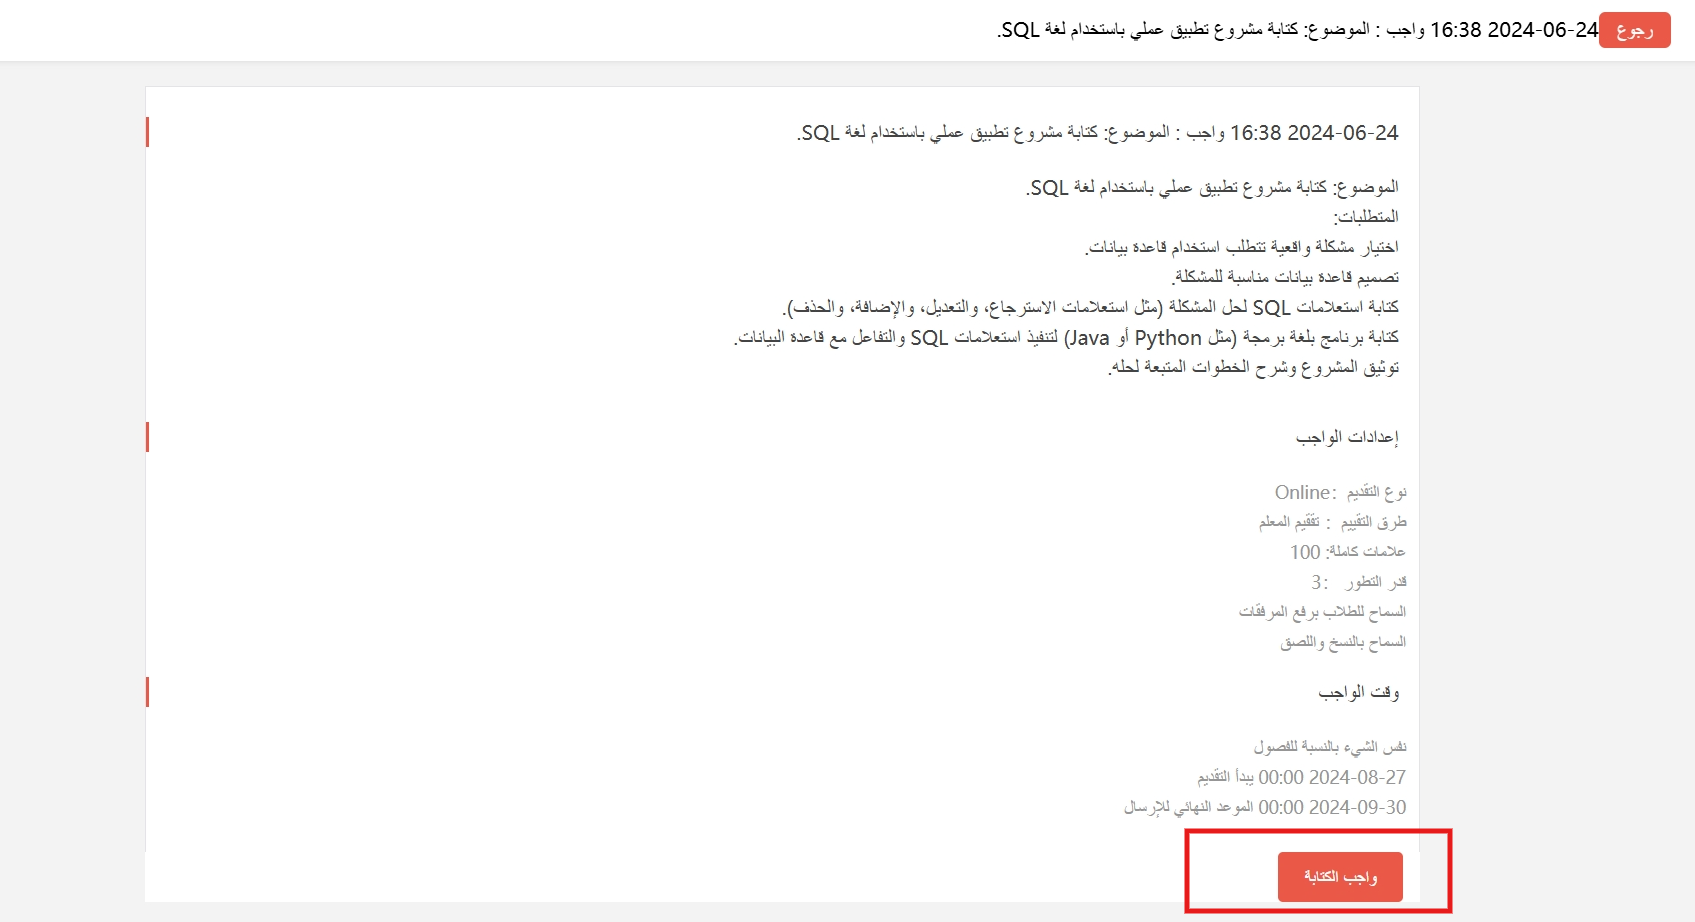 رجوع
2024-06-24 16:38 واجب : الموضوع: كتابة مشروع تطبيق عملي باستخدام لغة SQL.
2024-06-24 16:38 واجب : الموضوع: كتابة مشروع تطبيق عملي باستخدام لغة SQL.
الموضوع: كتابة مشروع تطبيق عملي باستخدام لغة SQL.
المتطلبات:
اختيار مشكلة واقعية تتطلب استخدام قاعدة بيانات.
تصميم قاعدة بيانات مناسبة للمشكلة.
كتابة استعلامات SQL لحل المشكلة (مثل استعلامات الاسترجاع، والتعديل، والإضافة، والحذف).
كتابة برنامج بلغة برمجة (مثل Python أو Java) لتنفيذ استعلامات SQL والتفاعل مع قاعدة البيانات.
توثيق المشروع وشرح الخطوات المتبعة لحله.
إعدادات الواجب
نوع التقديم :Online
طرق التقييم : تققيم المعلم
علامات كاملة: 100
قدر التطور :3
السماح للطلاب برفع المرفقات
السماح بالنسخ واللصق
وقت الواجب
نفس الشيء بالنسبة للفصول
2024-08-27 00:00 يبدأ التقديم
2024-09-30 00:00 الموعد النهائي للإرسال
واجب الكتابة